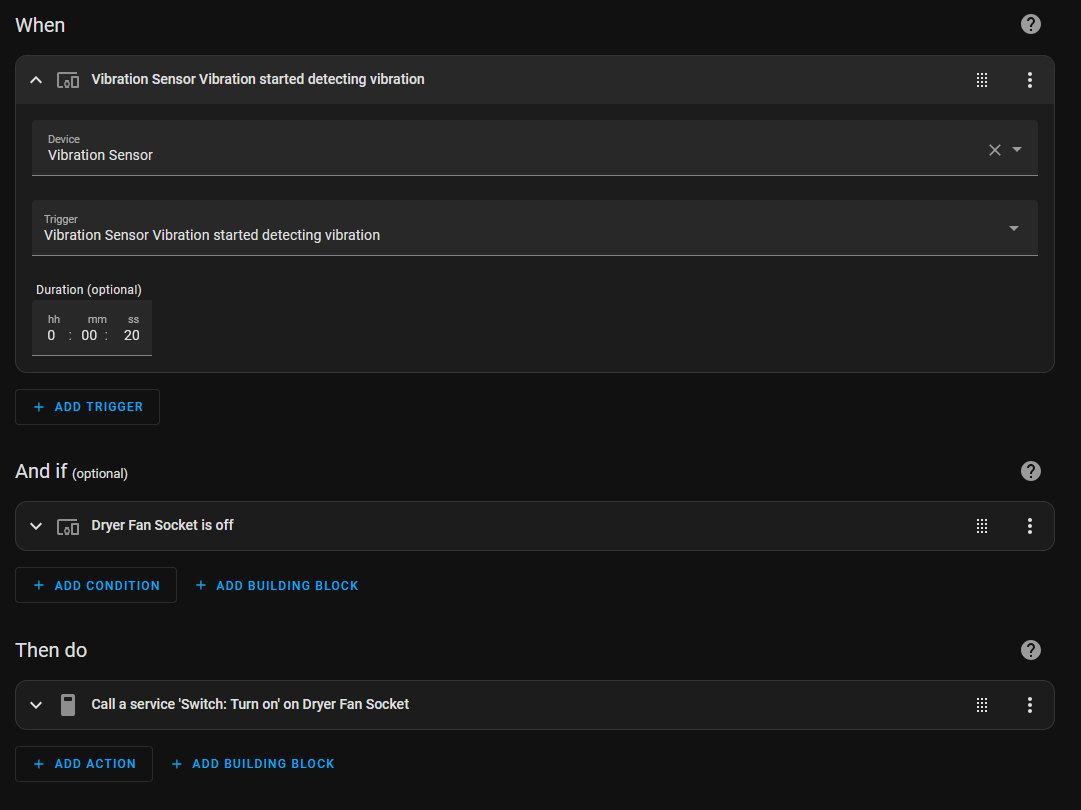 When
Vibration Sensor Vibration started detecting vibration
Device
Vibration Sensor
Trigger
Vibration Sensor Vibration started detecting vibration
Duration (optional)
hh mm ss
0 : 00 : 20
+ ADD TRIGGER
And if (optional)
Dryer Fan Socket is off
+ ADD CONDITION + ADD BUILDING BLOCK
Then do
Call a service 'Switch: Turn on' on Dryer Fan Socket
+ ADD ACTION + ADD BUILDING BLOCK